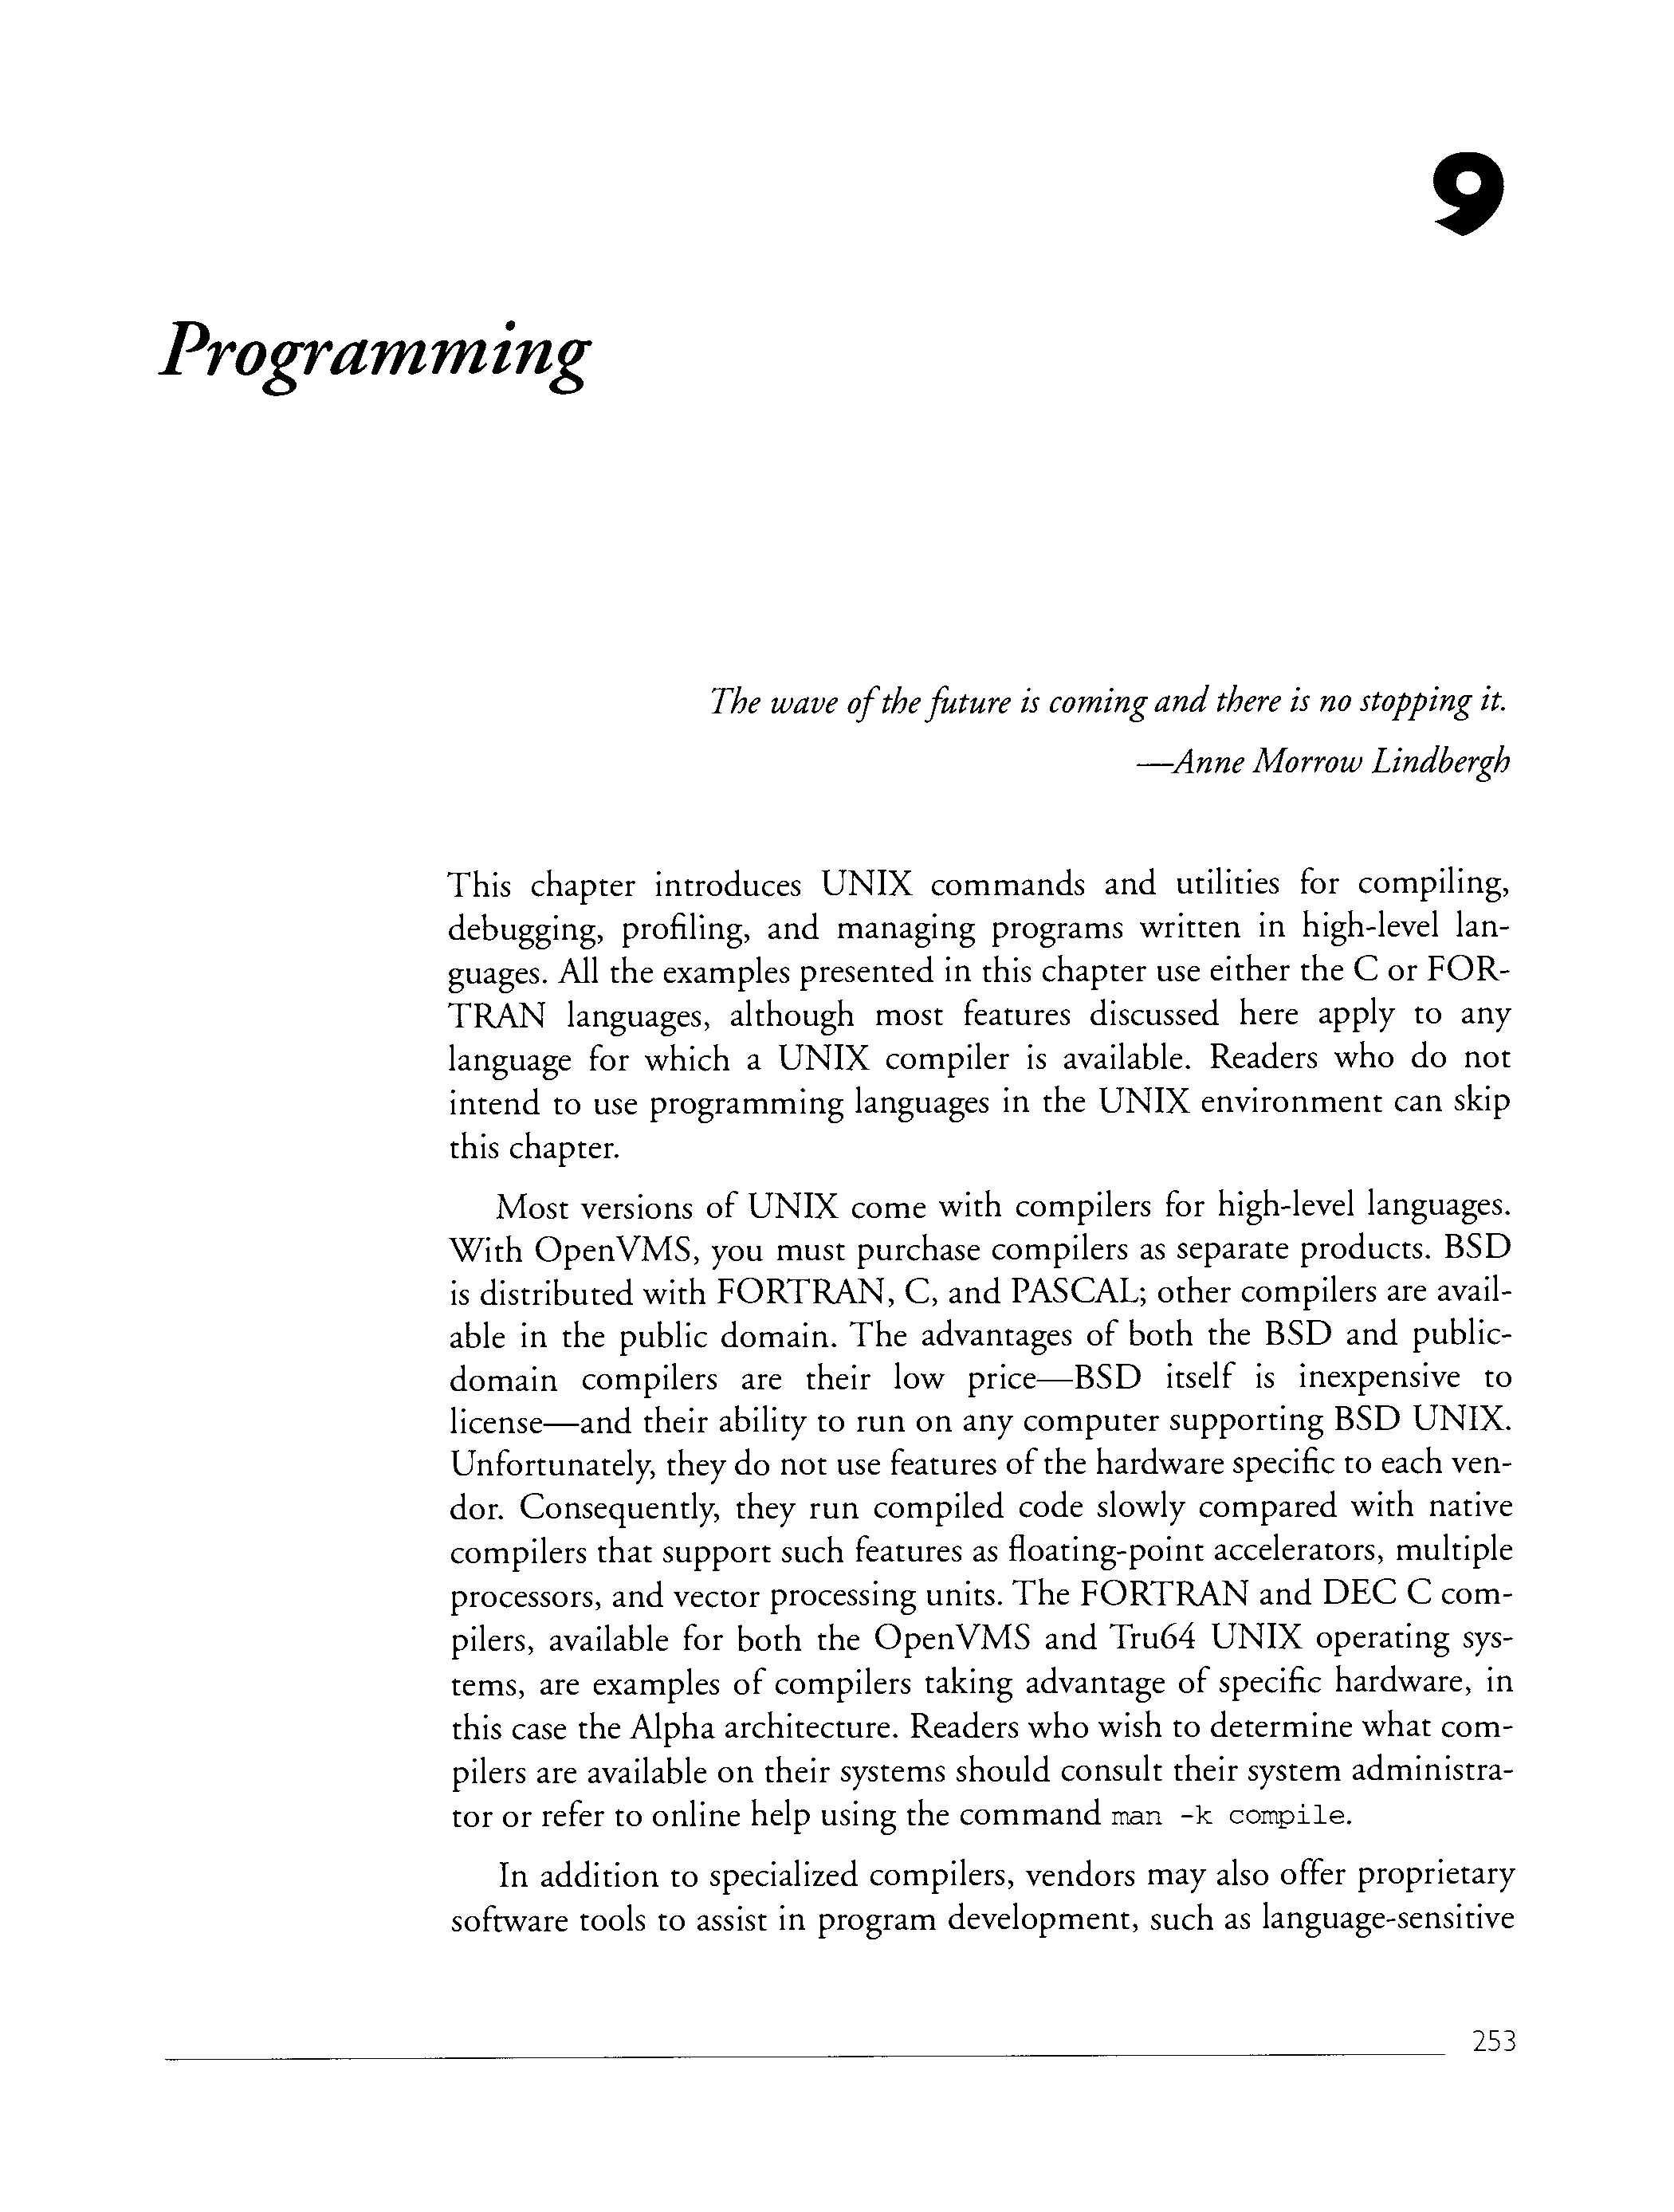 9
Programming
The wave of the future is coming and there is no stopping it.
—Anne Morrow Lindbergh
This chapter introduces UNIX commands and utilities for compiling,
debugging, profiling, and managing programs written in high-level lan-
guages. All the examples presented in this chapter use either the C or FOR-
TRAN languages, although most features discussed here apply to any
language for which a UNIX compiler is available. Readers who do not
intend to use programming languages in the UNIX environment can skip
this chapter.
Most versions of UNIX come with compilers for high-level languages.
With OpenVMS, you must purchase compilers as separate products. BSD
is distributed with FORTRAN, C, and PASCAL; other compilers are avail-
able in the public domain. The advantages of both the BSD and public-
domain compilers are their low price—BSD itself is inexpensive to
license—and their ability to run on any computer supporting BSD UNIX.
Unfortunately, they do not use features of the hardware specific to each ven-
dor. Consequently, they run compiled code slowly compared with native
compilers that support such features as floating-point accelerators, multiple
processors, and vector processing units. The FORTRAN and DEC C com-
pilers, available for both the OpenVMS and Tru64 UNIX operating sys-
tems, are examples of compilers taking advantage of specific hardware, in
this case the Alpha architecture. Readers who wish to determine what com-
pilers are available on their systems should consult their system administra-
tor or refer to online help using the command man -k compile.
In addition to specialized compilers, vendors may also offer proprietary
software tools to assist in program development, such as language-sensitive
253